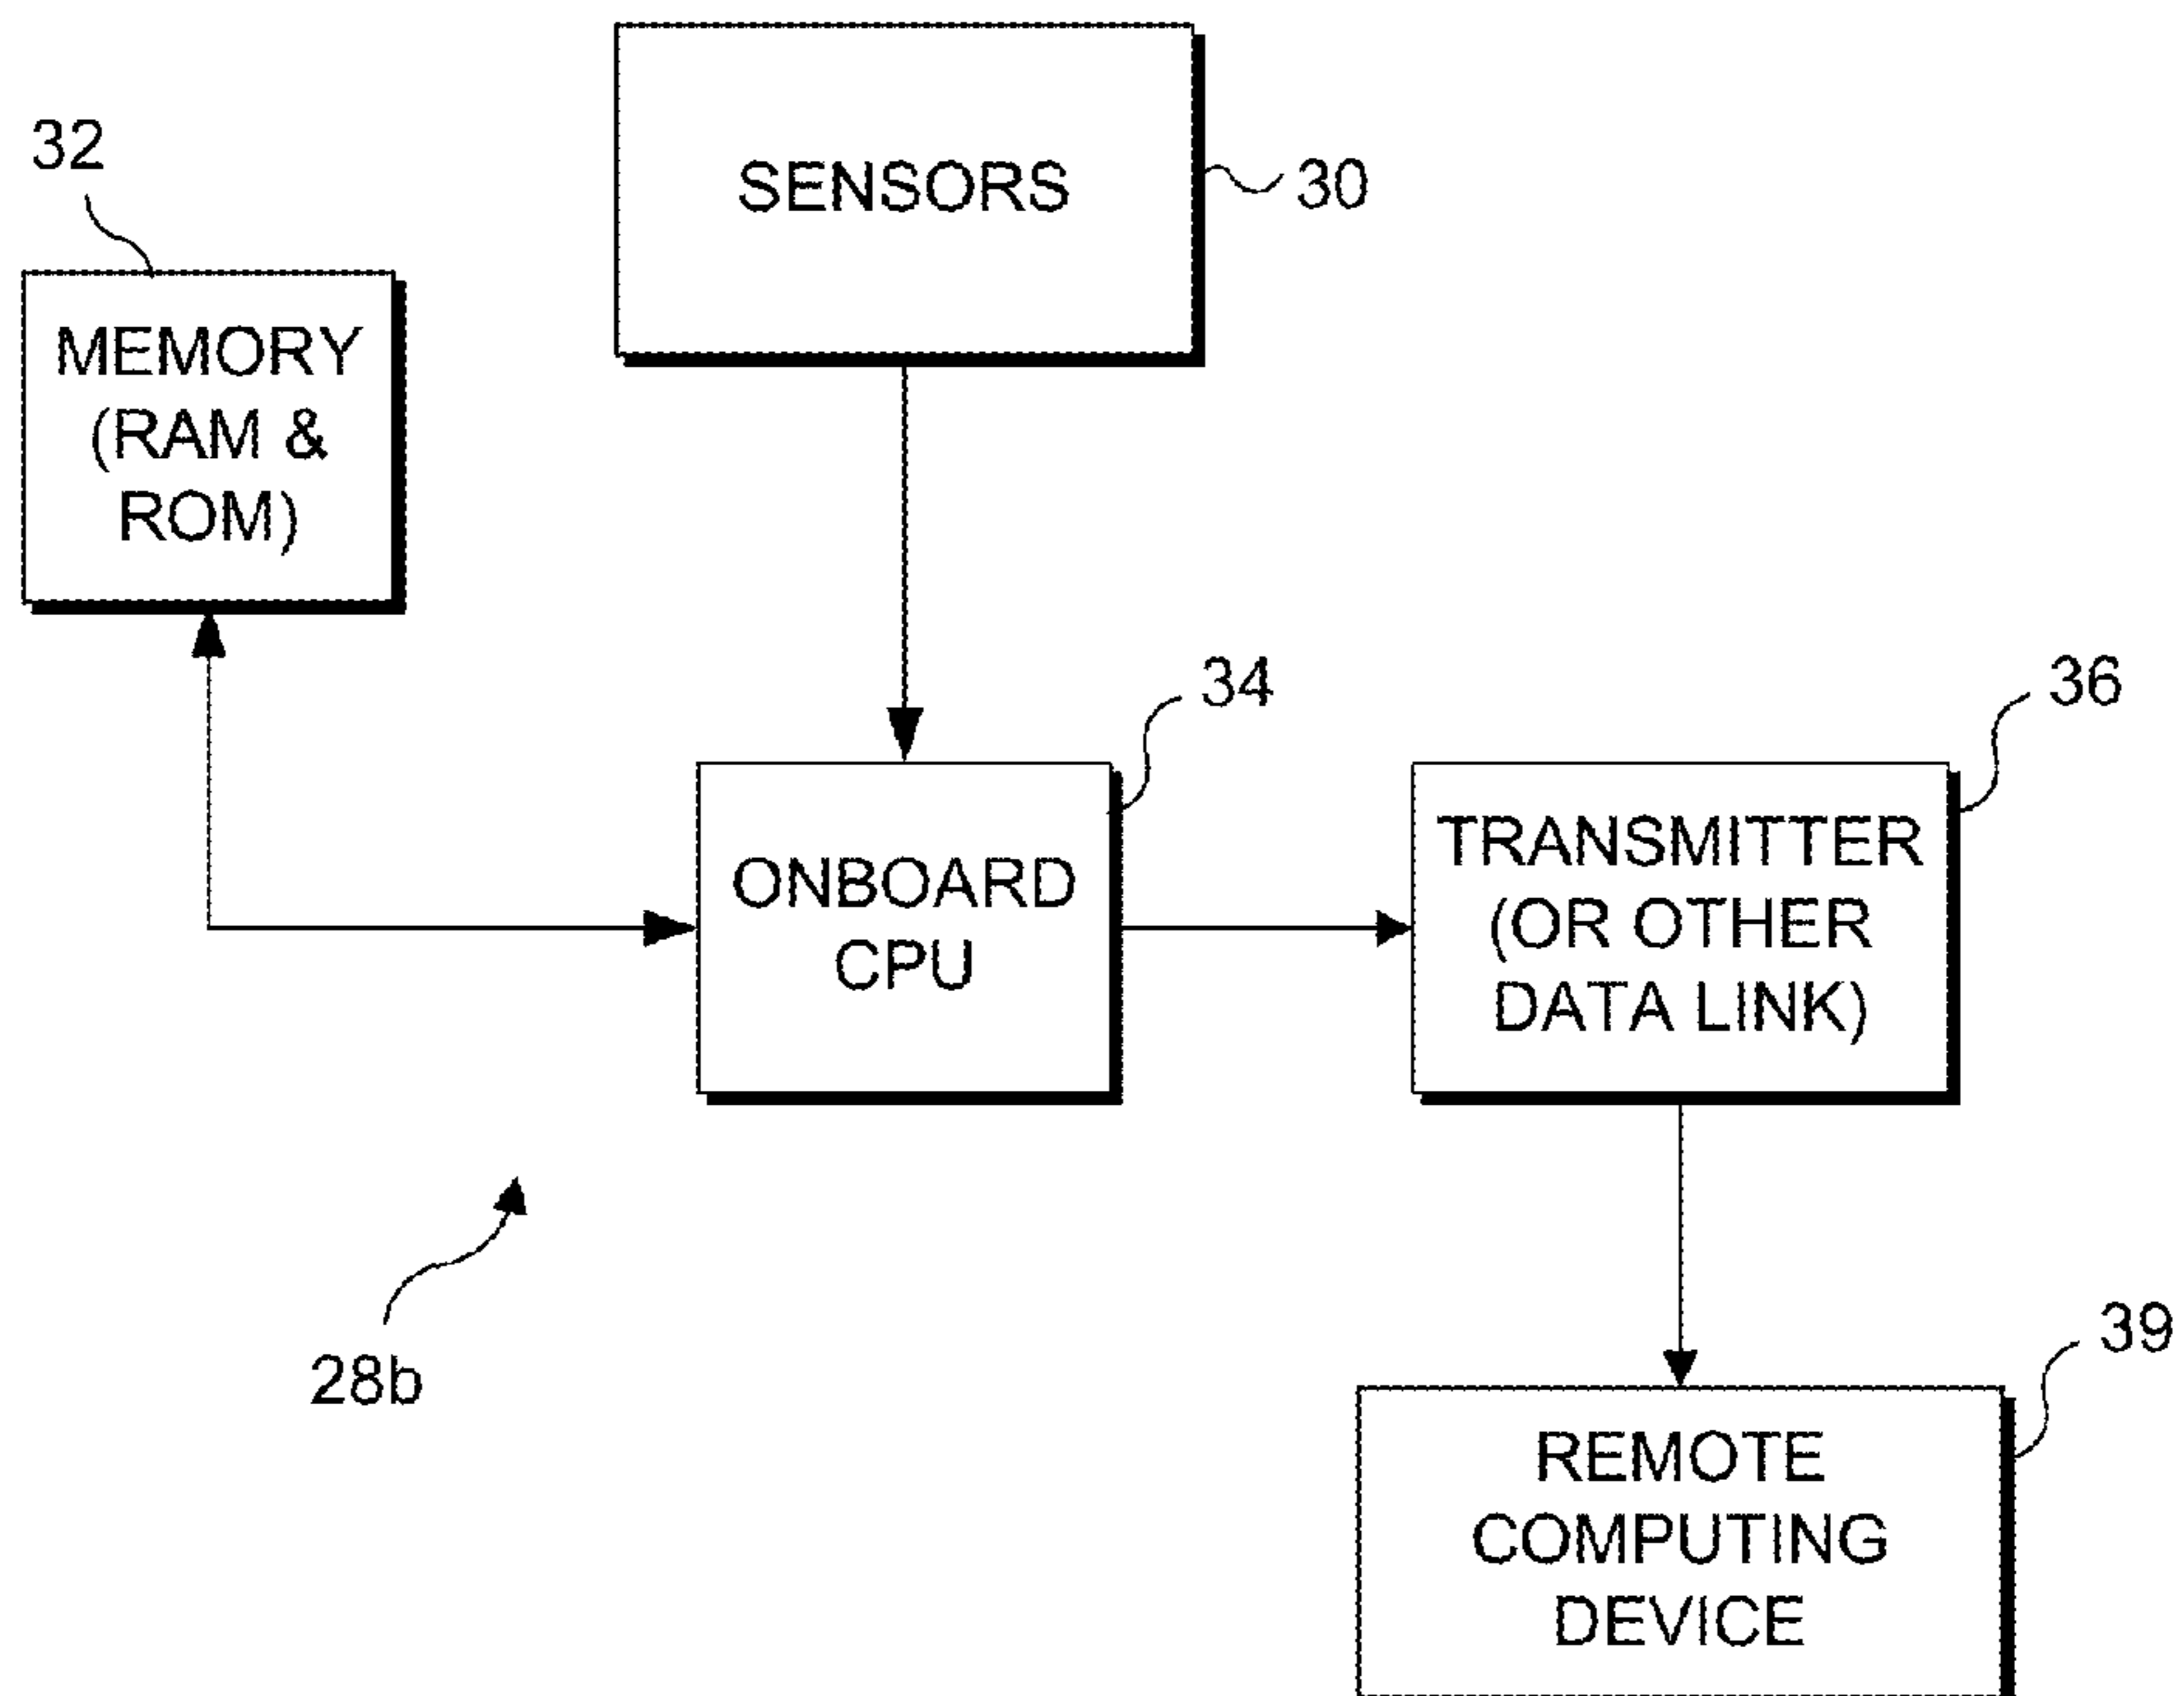 SENSORS
30
32
MEMORY
(RAM &
ROM)
34
ONBOARD
CPU
36
TRANSMITTER
(OR OTHER
DATA LINK)
28b
39
REMOTE
COMPUTING
DEVICE